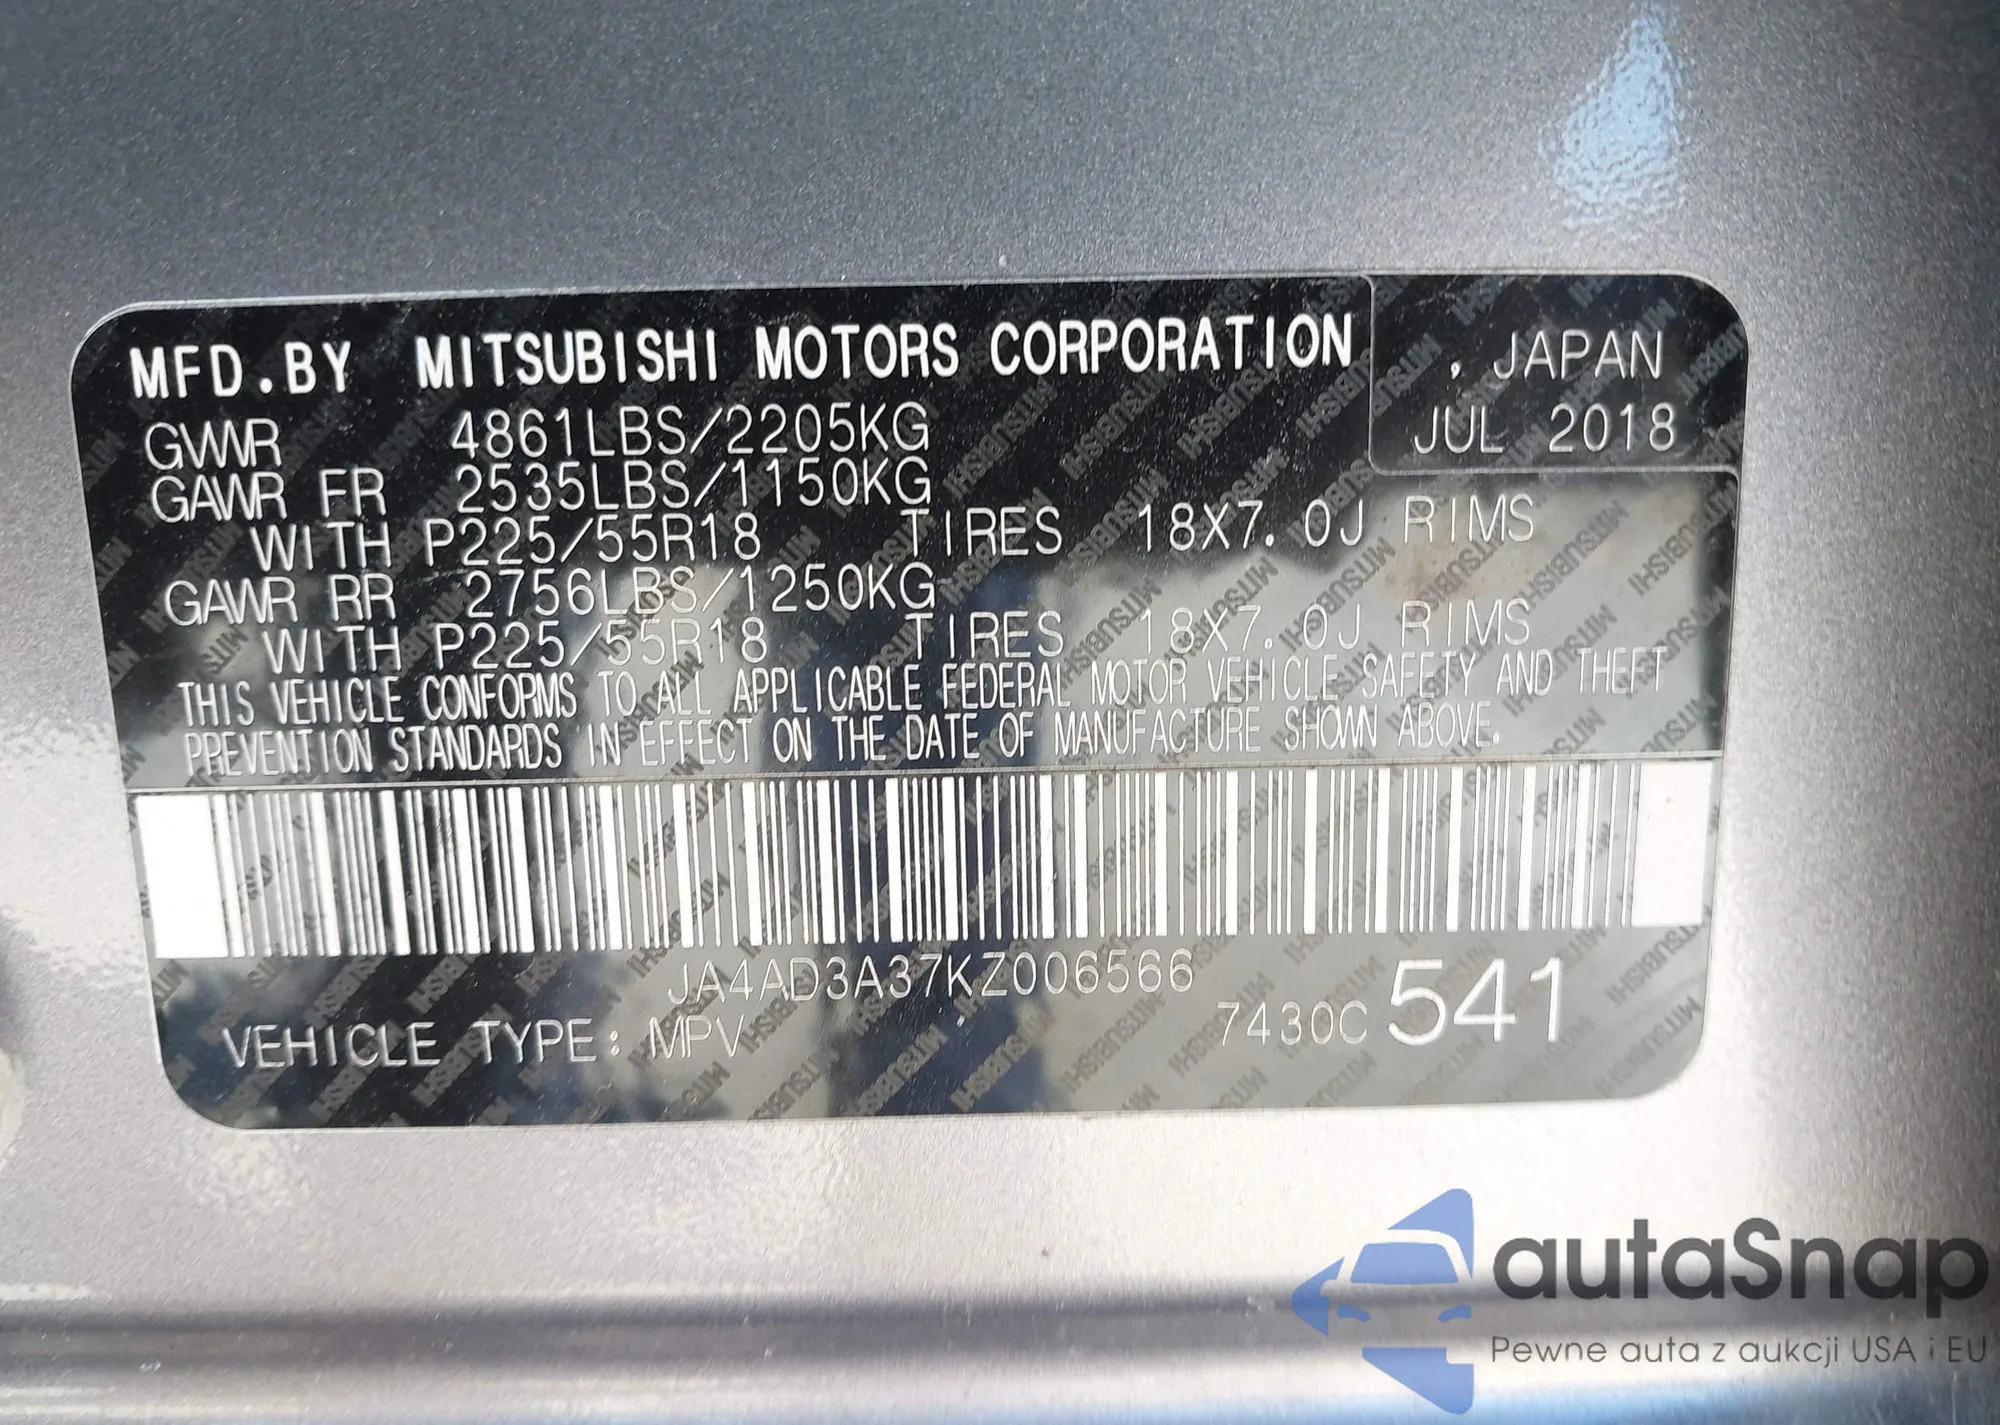 MFD.BY MITSUBISHI MOTORS CORPORATION , JAPAN
JUL 2018
GVWR 4861LBS/2205KG
GAWR FR 2535LBS/1150KG
WITH P225/55R18 TIRES 18X7.0J RIMS
GAWR RR 2756LBS/1250KG
WITH P225/55R18 TIRES 18X7.0J RIMS
THIS VEHICLE CONFORMS TO ALL APPLICABLE FEDERAL MOTOR VEHICLE SAFETY AND THEFT
PREVENTION STANDARDS IN EFFECT ON THE DATE OF MANUFACTURE SHOWN ABOVE.
JA4AD3A37KZ006566
VEHICLE TYPE: MPV 7430C 541
autaSnap
Pewne auta z aukcji USA i EU